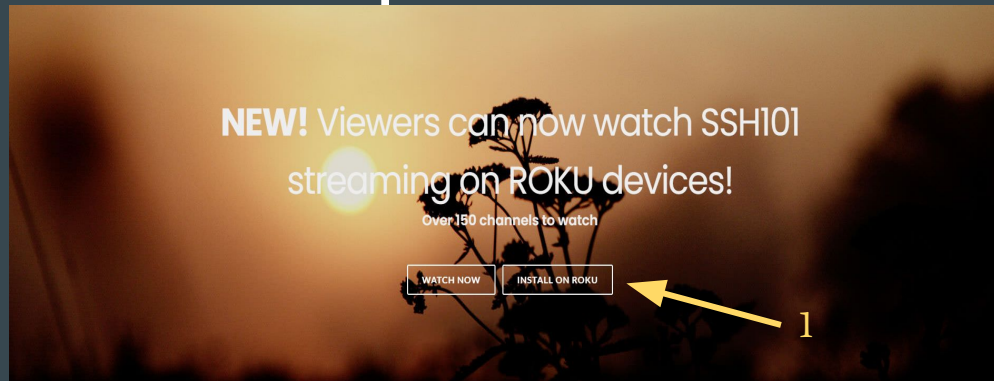 NEW! Viewers can now watch SSH101
streaming on ROKU devices!
Over 150 channels to watch
WATCH NOW INSTALL ON ROKU
1